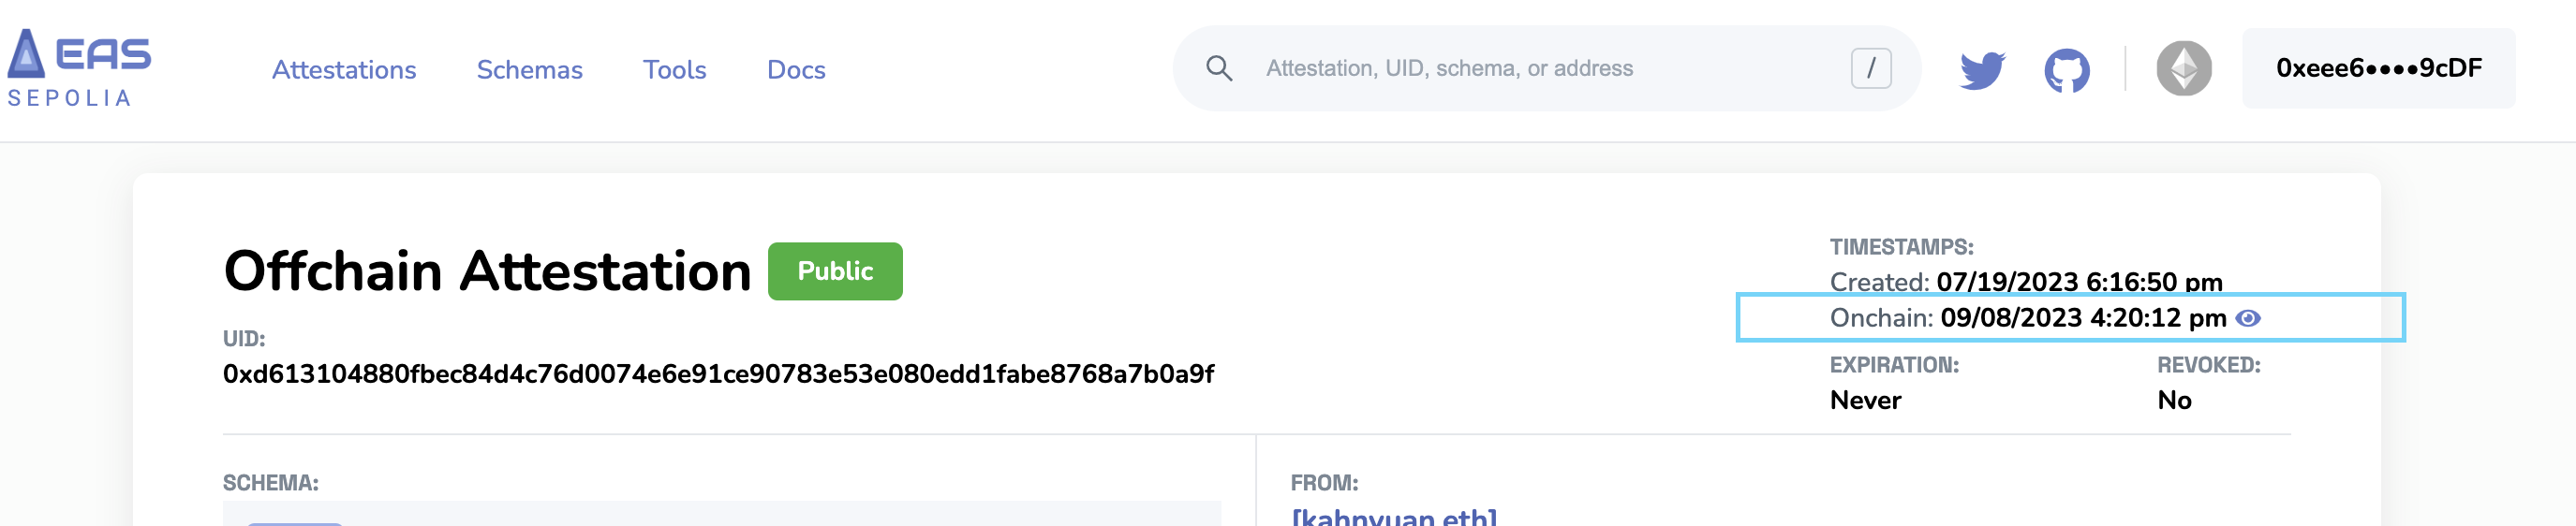 EAS
SEPOLIA
Attestations Schemas Tools Docs
Attestation, UID, schema, or address
/
0xeee6••••9cDF
Offchain Attestation
Public
TIMESTAMPS:
Created: 07/19/2023 6:16:50 pm
Onchain: 09/08/2023 4:20:12 pm
UID:
0xd613104880fbec84d4c76d0074e6e91ce90783e53e080edd1fabe8768a7b0a9f
EXPIRATION: REVOKED:
Never No
SCHEMA:
FROM:
[kahnyuan.eth]